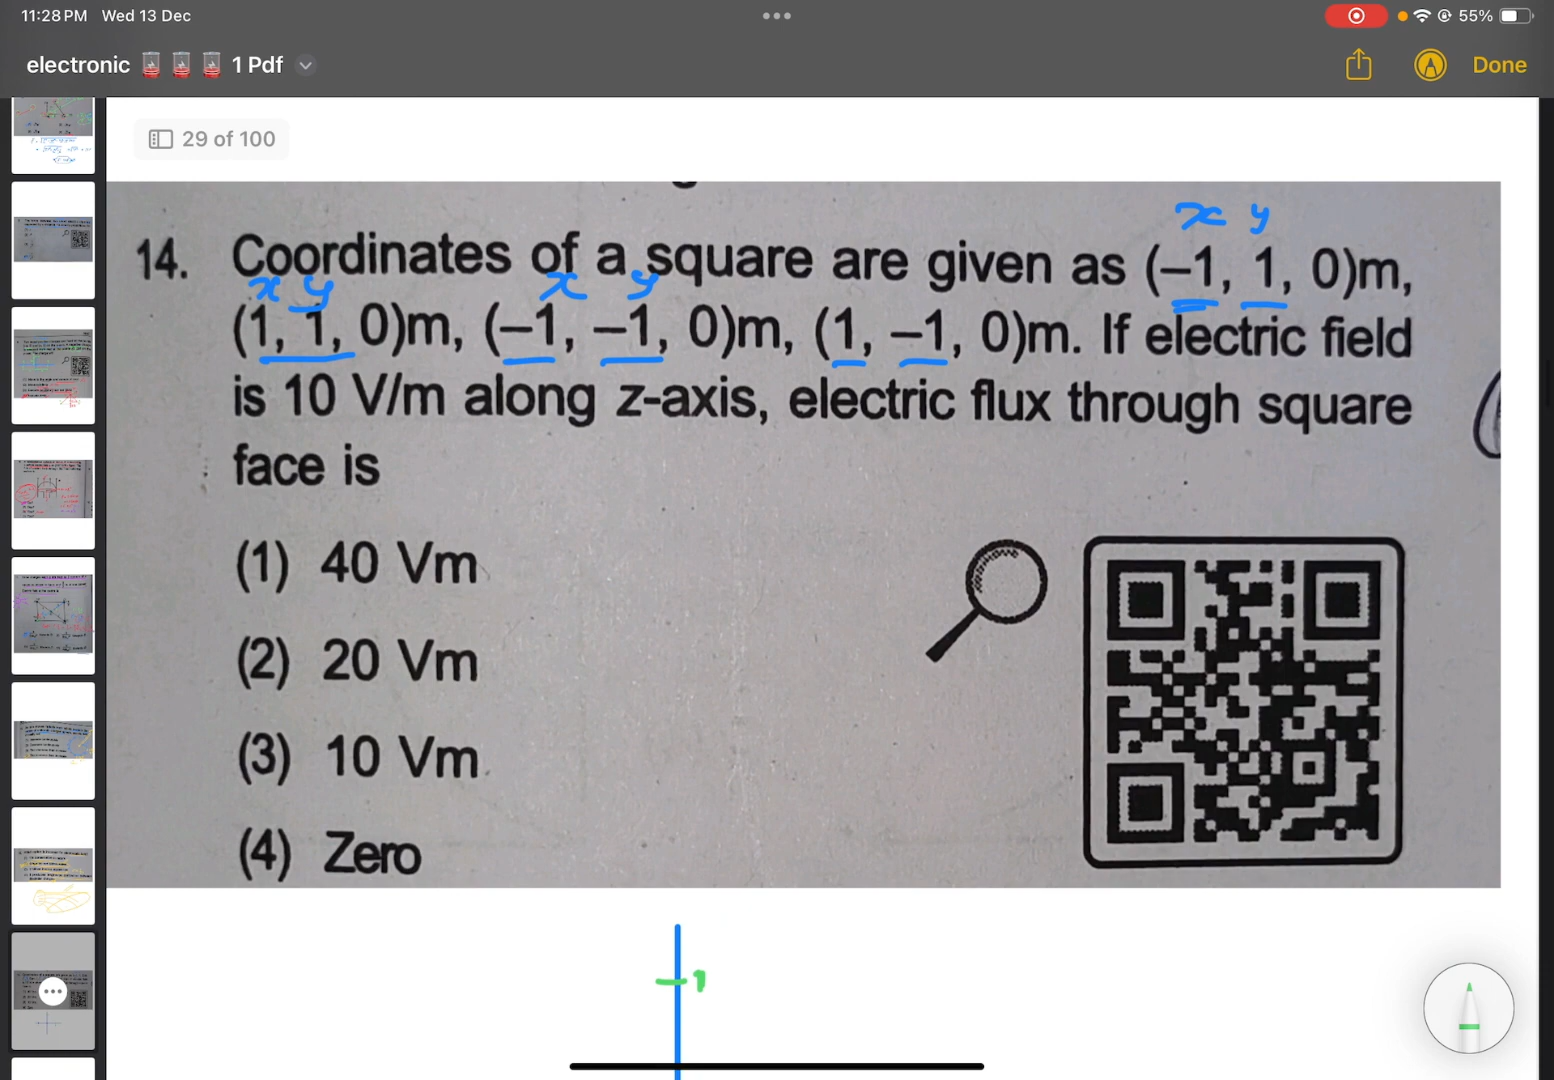 11:28 PM Wed 13 Dec
55%
electronic 1 Pdf
Done
29 of 100
x y
14. Coordinates of a square are given as (–1, 1, 0)m,
x y x y
(1, 1, 0)m, (–1, –1, 0)m, (1, –1, 0)m. If electric field
is 10 V/m along z-axis, electric flux through square
face is
(1) 40 Vm
(2) 20 Vm
(3) 10 Vm
(4) Zero
1